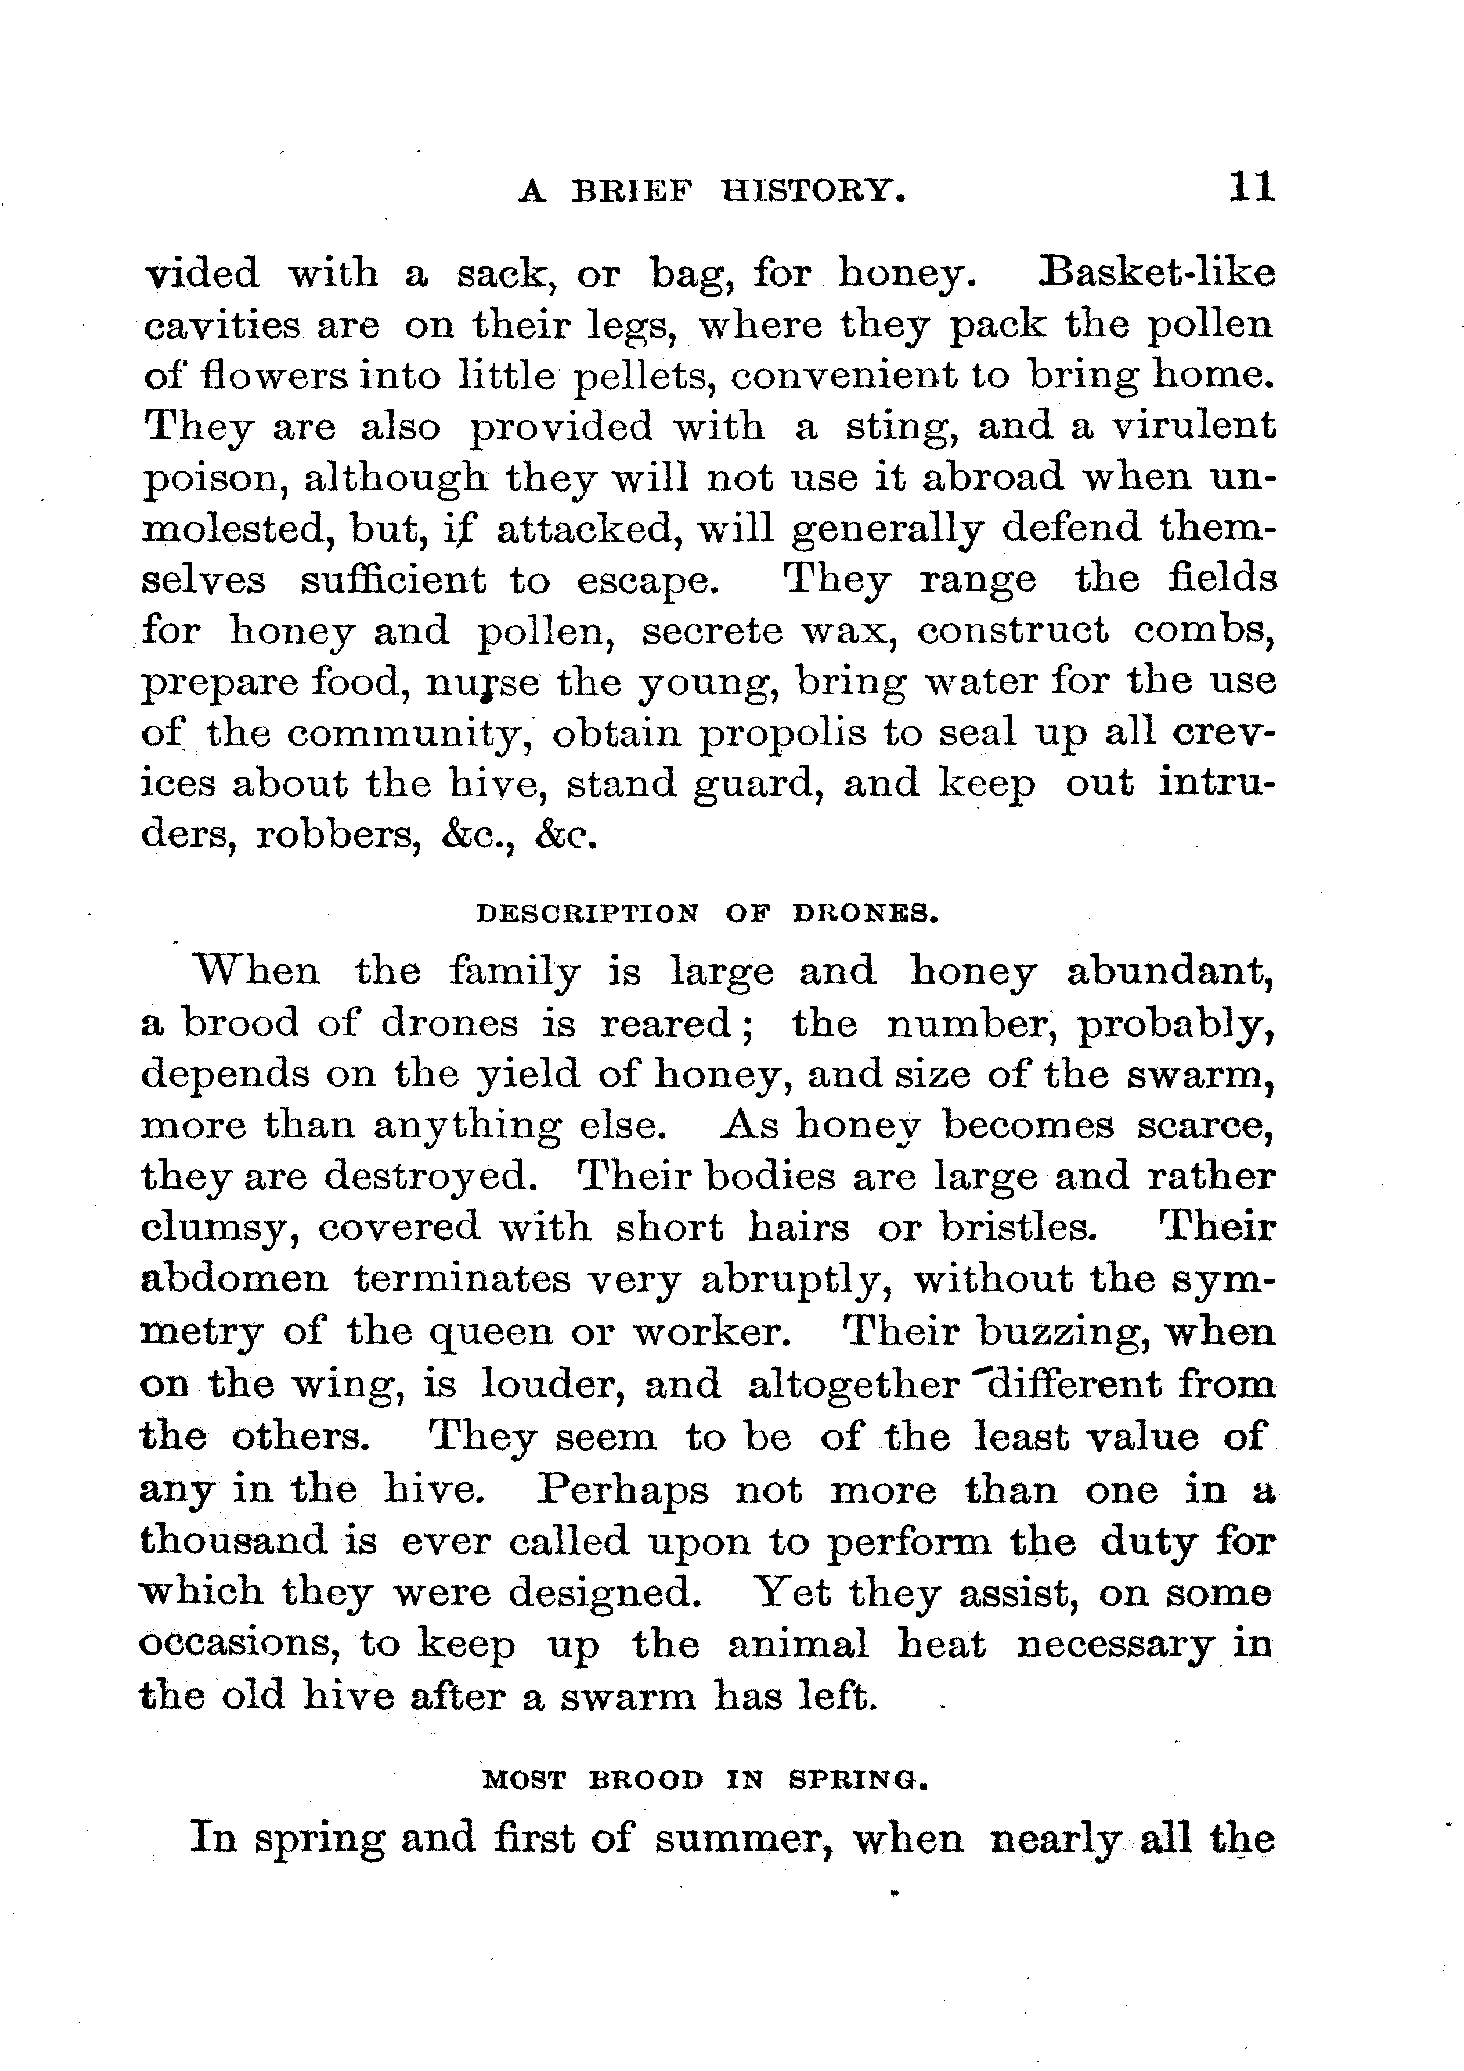 A BRIEF HISTORY. 11
vided with a sack, or bag, for honey. Basket-like
cavities are on their legs, where they pack the pollen
of flowers into little pellets, convenient to bring home.
They are also provided with a sting, and a virulent
poison, although they will not use it abroad when un-
molested, but, if attacked, will generally defend them-
selves sufficient to escape. They range the fields
for honey and pollen, secrete wax, construct combs,
prepare food, nurse the young, bring water for the use
of the community, obtain propolis to seal up all crev-
ices about the hive, stand guard, and keep out intru-
ders, robbers, &c., &c.
DESCRIPTION OF DRONES.
When the family is large and honey abundant,
a brood of drones is reared; the number, probably,
depends on the yield of honey, and size of the swarm,
more than anything else. As honey becomes scarce,
they are destroyed. Their bodies are large and rather
clumsy, covered with short hairs or bristles. Their
abdomen terminates very abruptly, without the sym-
metry of the queen or worker. Their buzzing, when
on the wing, is louder, and altogether different from
the others. They seem to be of the least value of
any in the hive. Perhaps not more than one in a
thousand is ever called upon to perform the duty for
which they were designed. Yet they assist, on some
occasions, to keep up the animal heat necessary in
the old hive after a swarm has left.
MOST BROOD IN SPRING.
In spring and first of summer, when nearly all the